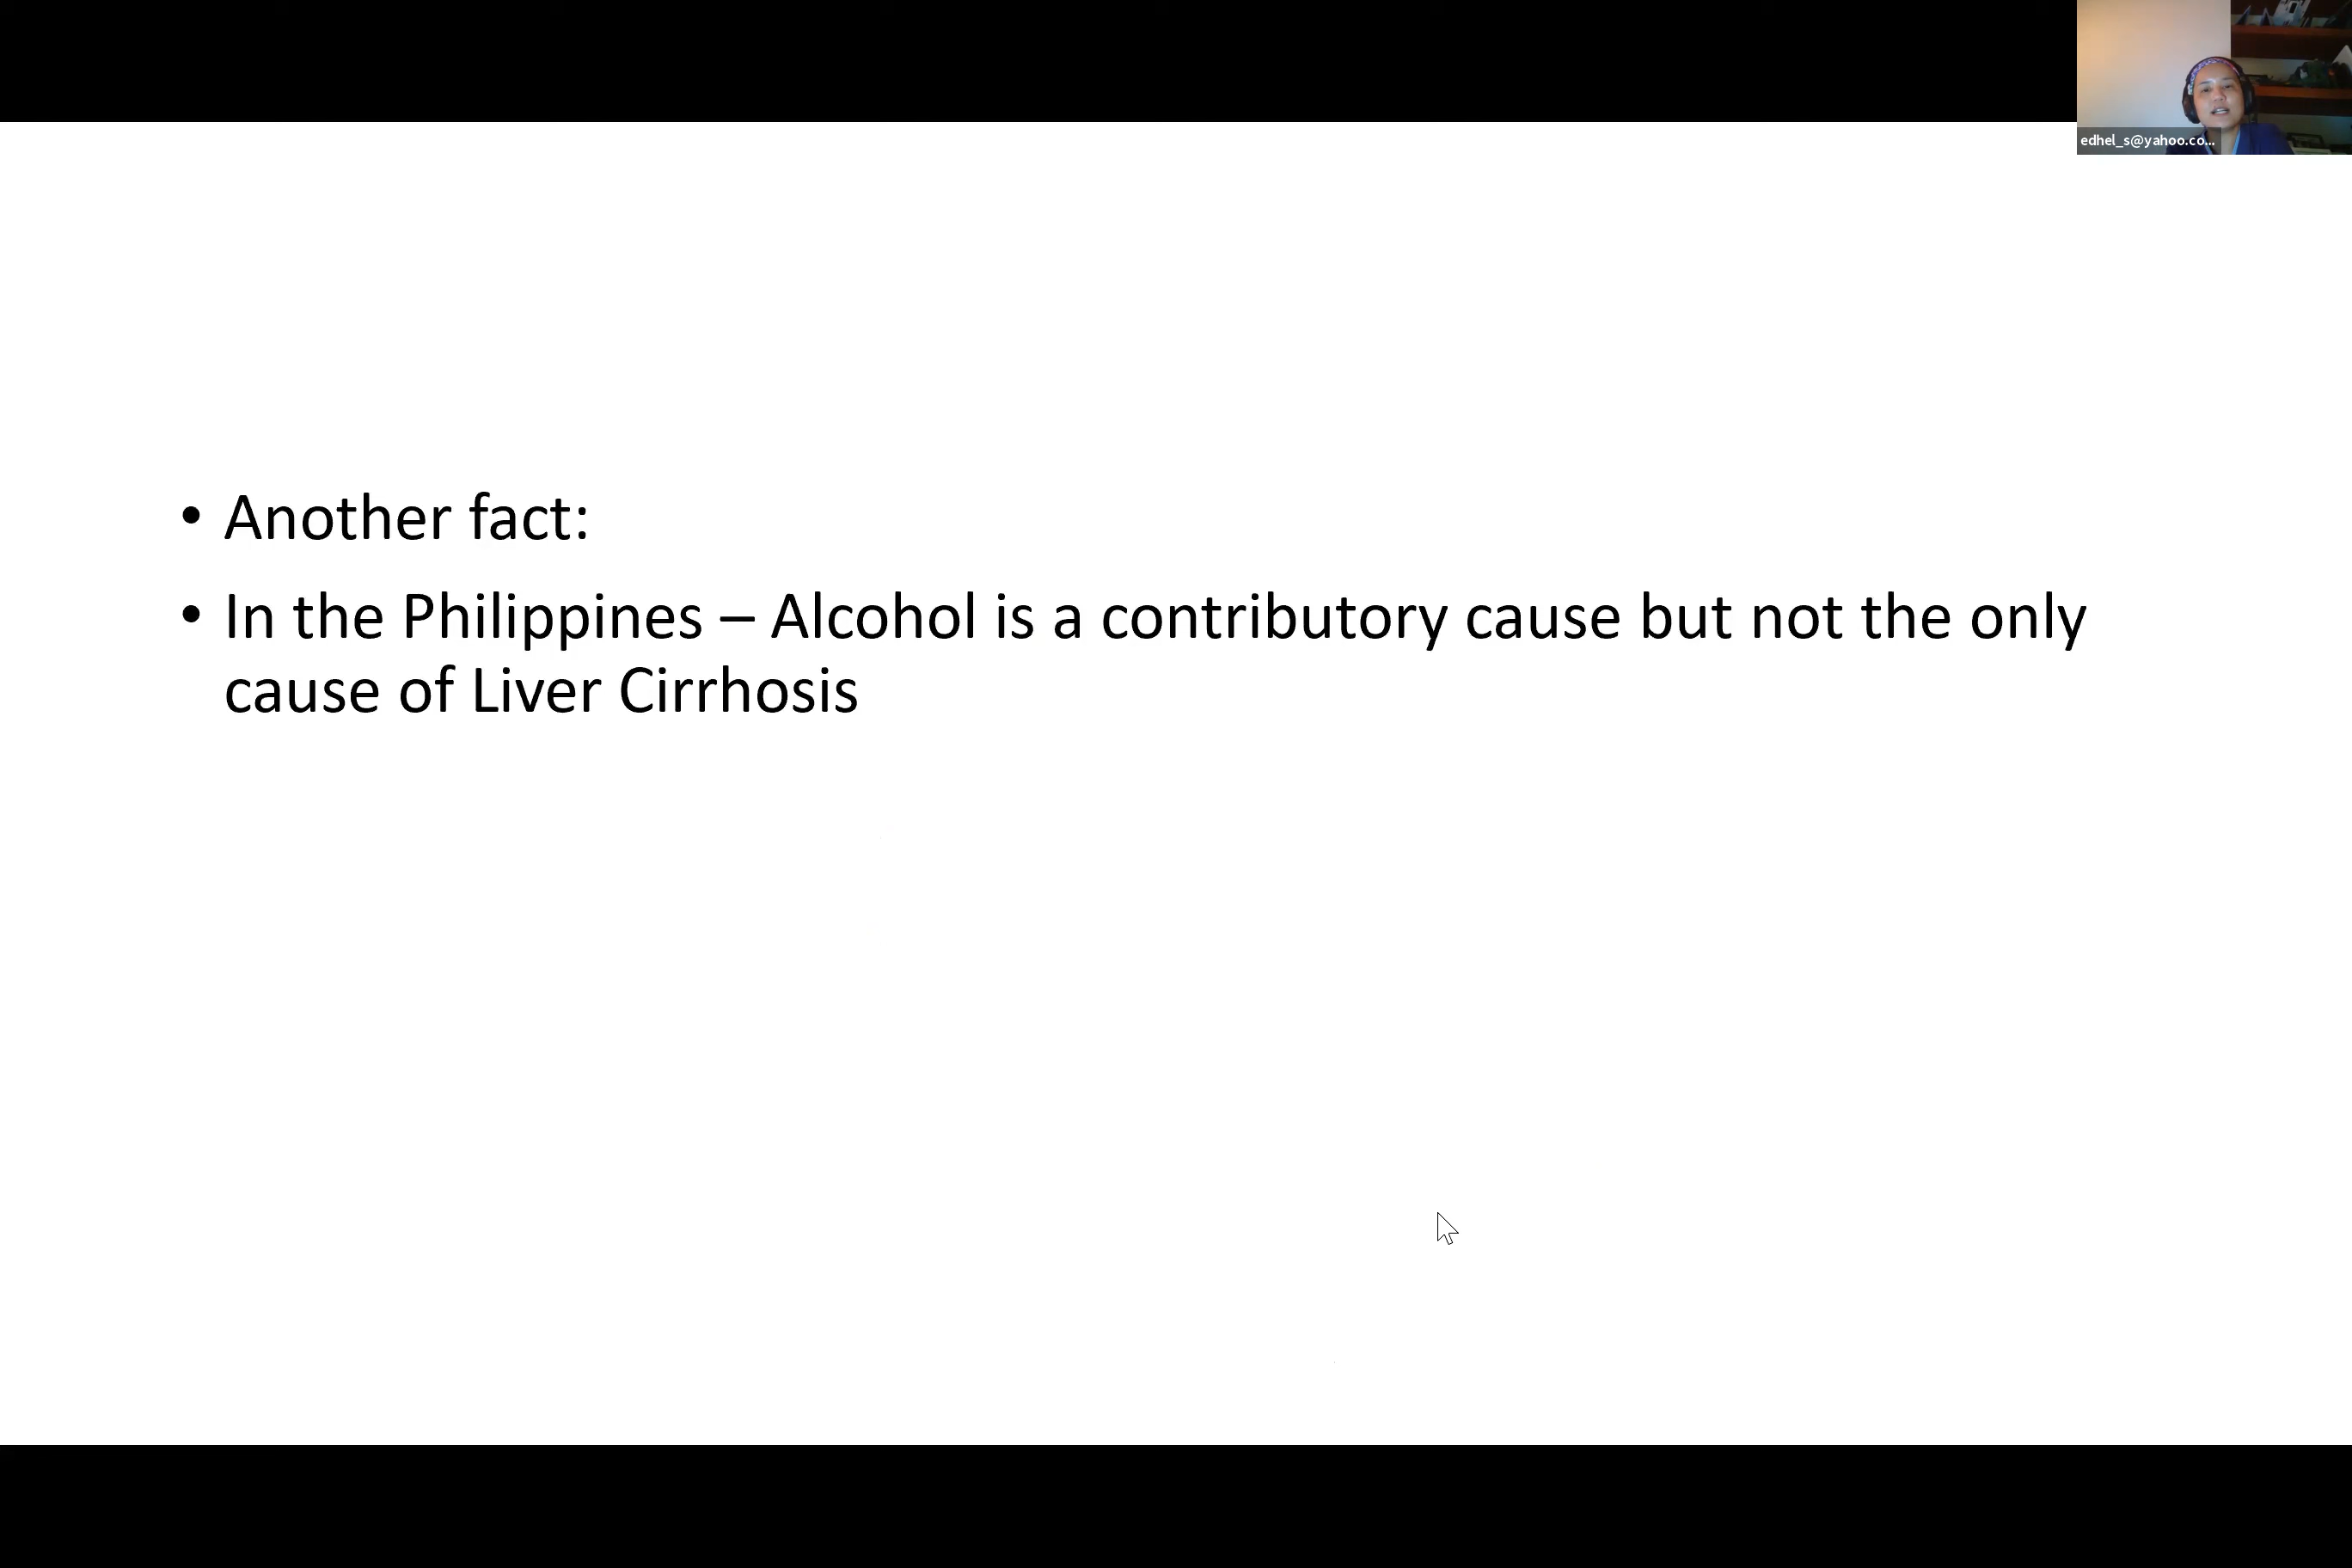 edhel_s@yahoo.co...
• Another fact:
• In the Philippines – Alcohol is a contributory cause but not the only
cause of Liver Cirrhosis